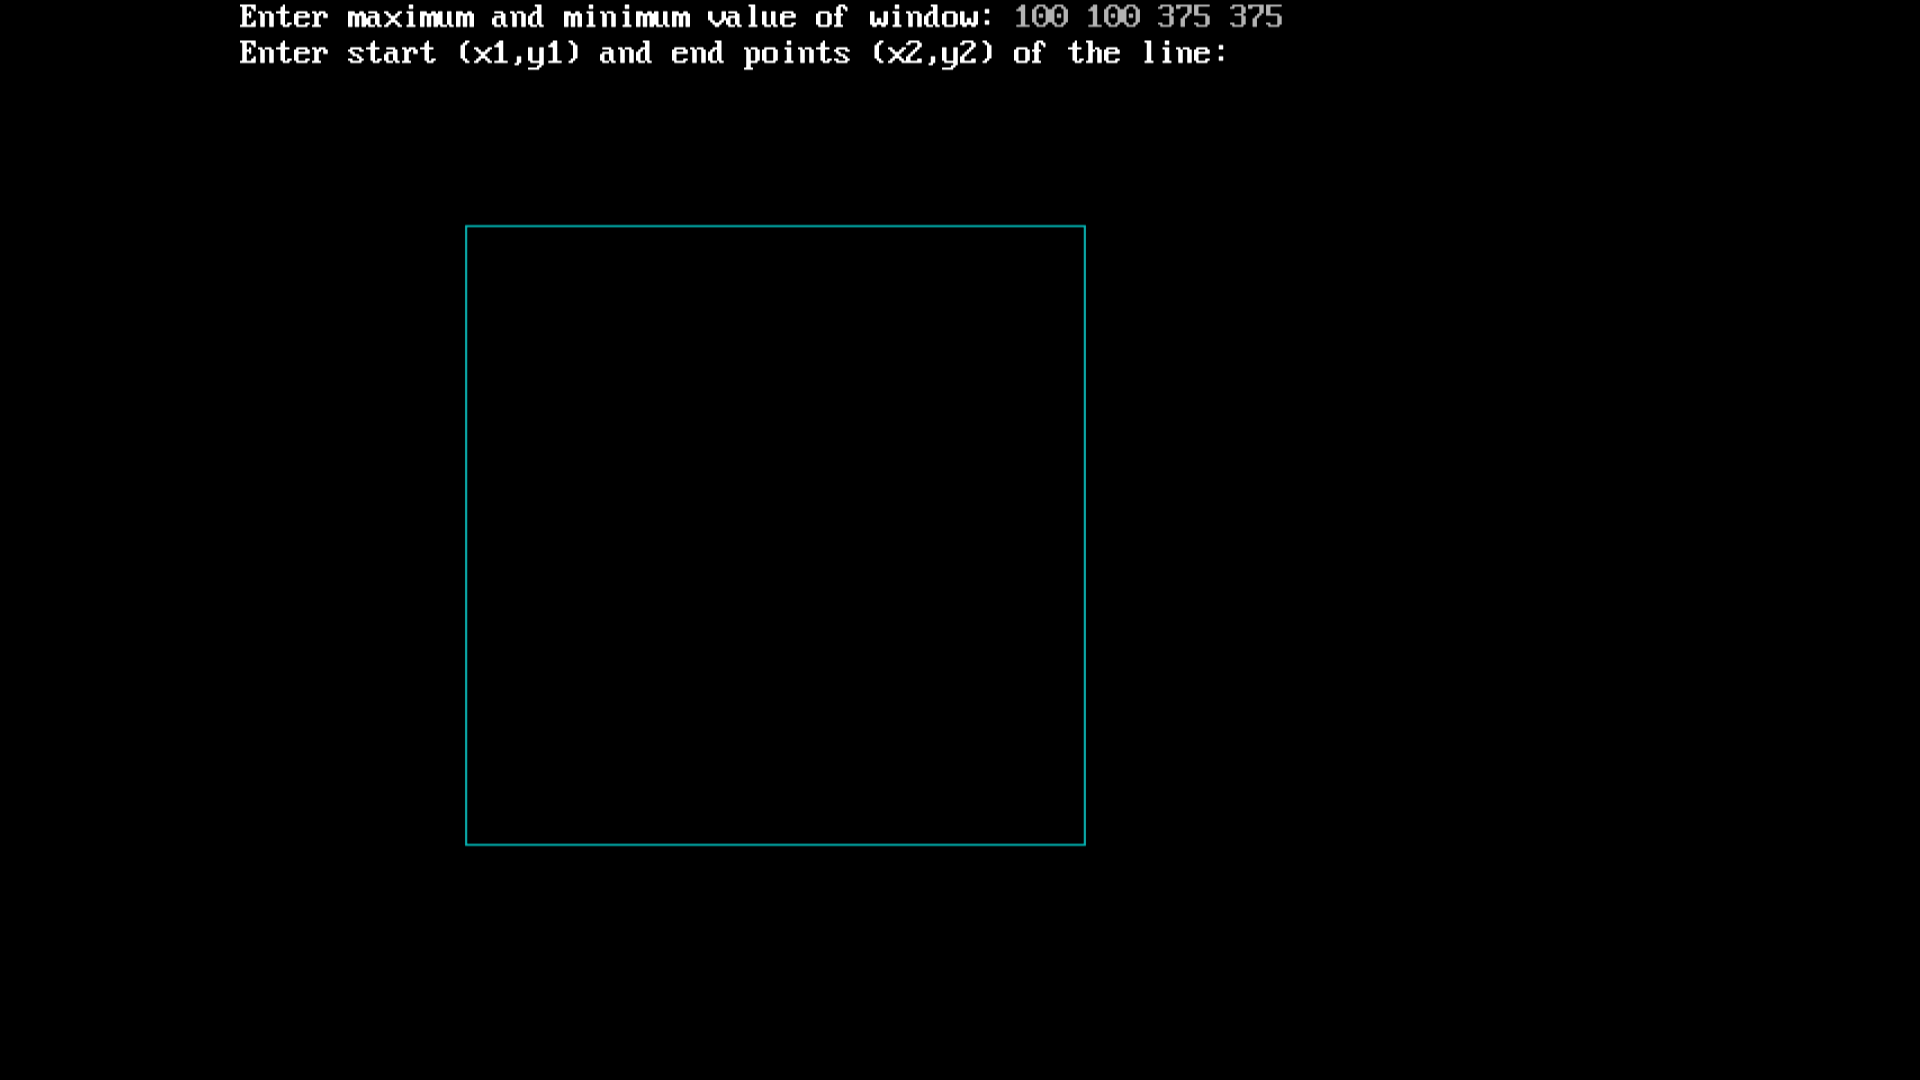 Enter maximum and minimum value of window: 100 100 375 375
Enter start (x1,y1) and end points (x2,y2) of the line: